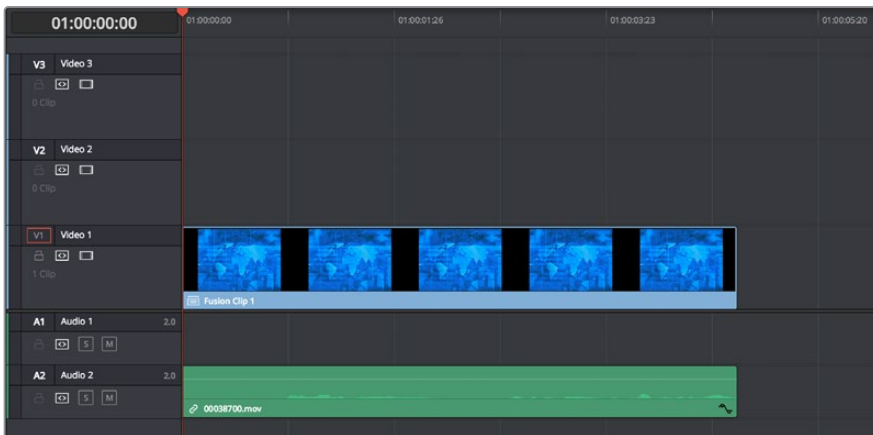 01:00:00:00
01:00:00:00 01:00:01:26 01:00:03:23 01:00:05:20
V3 Video 3
0 Clip
V2 Video 2
0 Clip
V1 Video 1
1 Clip
Fusion Clip 1
A1 Audio 1 2.0
S M
A2 Audio 2 2.0
S M
00038700.mov